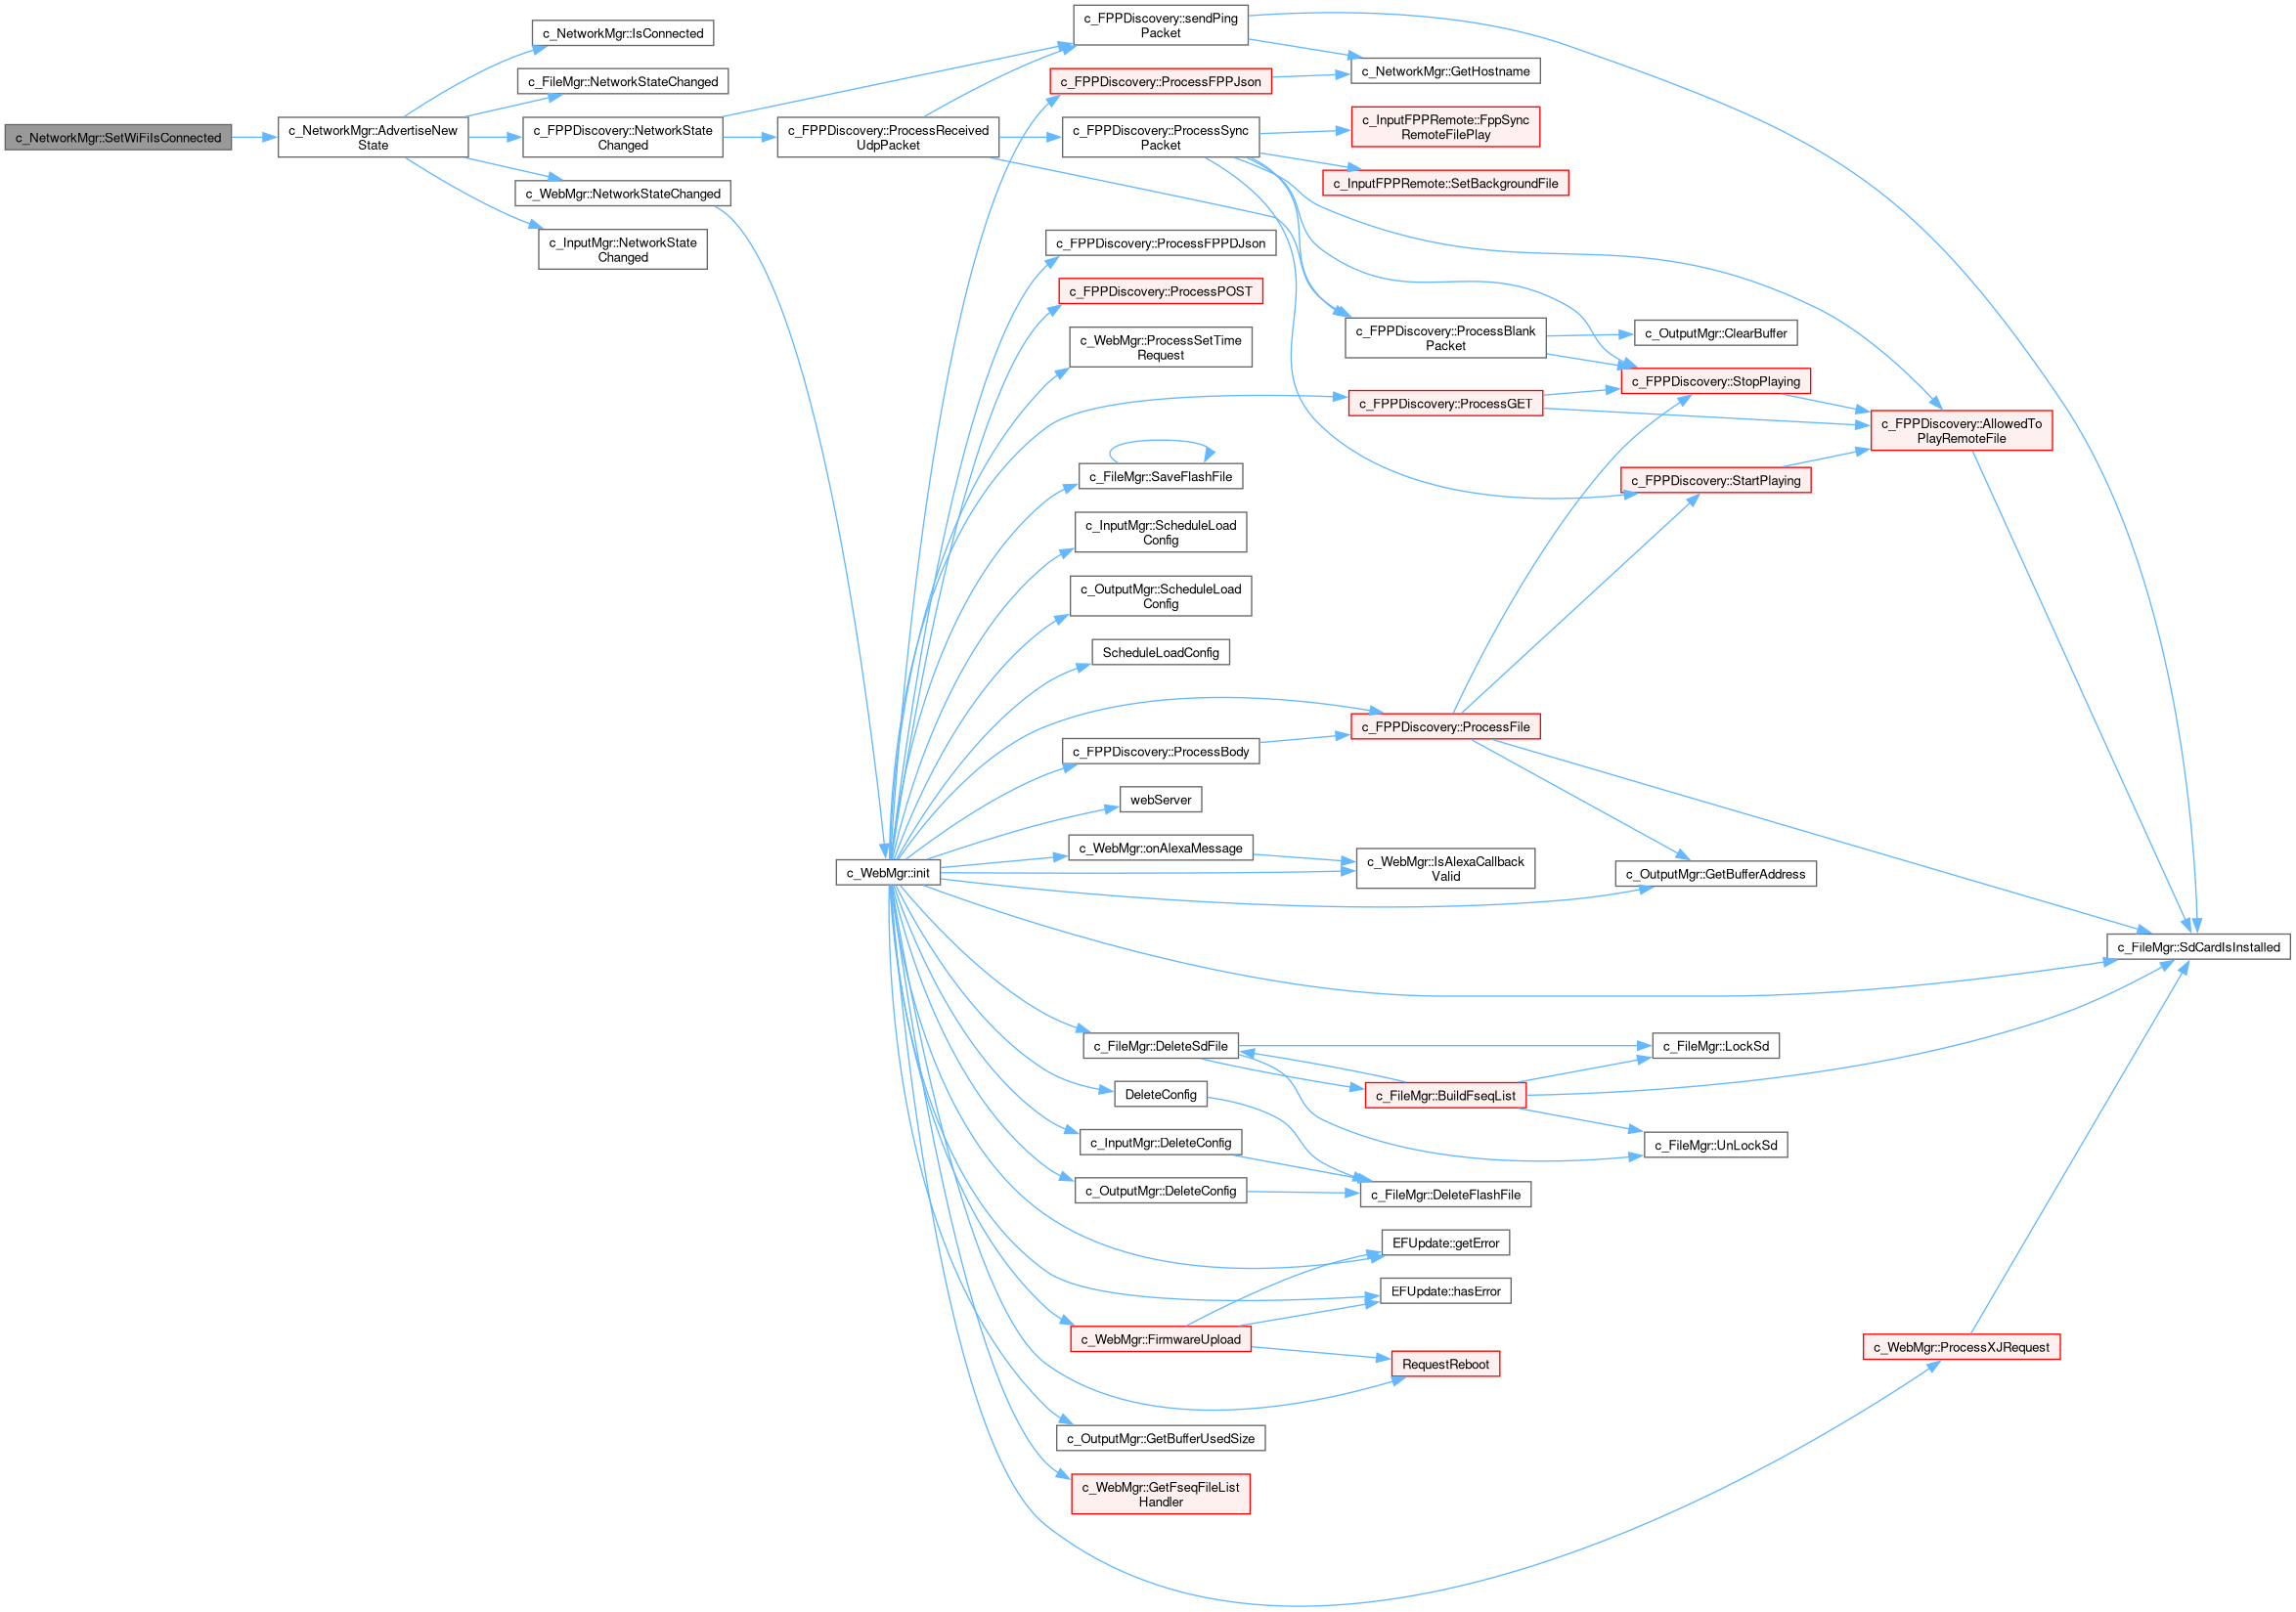 c_NetworkMgr::SetWiFiIsConnected
c_NetworkMgr::AdvertiseNew
State
c_NetworkMgr::IsConnected
c_FileMgr::NetworkStateChanged
c_FPPDiscovery::NetworkState
Changed
c_WebMgr::NetworkStateChanged
c_InputMgr::NetworkState
Changed
c_FPPDiscovery::ProcessReceived
UdpPacket
c_WebMgr::init
c_FPPDiscovery::sendPing
Packet
c_FPPDiscovery::ProcessFPPJson
c_FPPDiscovery::ProcessSync
Packet
c_FPPDiscovery::ProcessFPPDJson
c_FPPDiscovery::ProcessPOST
c_WebMgr::ProcessSetTime
Request
c_FileMgr::SaveFlashFile
c_InputMgr::ScheduleLoad
Config
c_OutputMgr::ScheduleLoad
Config
ScheduleLoadConfig
c_FPPDiscovery::ProcessBody
webServer
c_WebMgr::onAlexaMessage
c_FileMgr::DeleteSdFile
DeleteConfig
c_InputMgr::DeleteConfig
c_OutputMgr::DeleteConfig
c_WebMgr::FirmwareUpload
c_OutputMgr::GetBufferUsedSize
c_WebMgr::GetFseqFileList
Handler
c_NetworkMgr::GetHostname
c_InputFPPRemote::FppSync
RemoteFilePlay
c_InputFPPRemote::SetBackgroundFile
c_FPPDiscovery::ProcessBlank
Packet
c_FPPDiscovery::ProcessGET
c_FPPDiscovery::ProcessFile
c_WebMgr::IsAlexaCallback
Valid
c_FileMgr::BuildFseqList
c_FileMgr::DeleteFlashFile
EFUpdate::getError
EFUpdate::hasError
RequestReboot
c_OutputMgr::ClearBuffer
c_FPPDiscovery::StopPlaying
c_FPPDiscovery::StartPlaying
c_OutputMgr::GetBufferAddress
c_FileMgr::LockSd
c_FileMgr::UnLockSd
c_FPPDiscovery::AllowedTo
PlayRemoteFile
c_WebMgr::ProcessXJRequest
c_FileMgr::SdCardIsInstalled